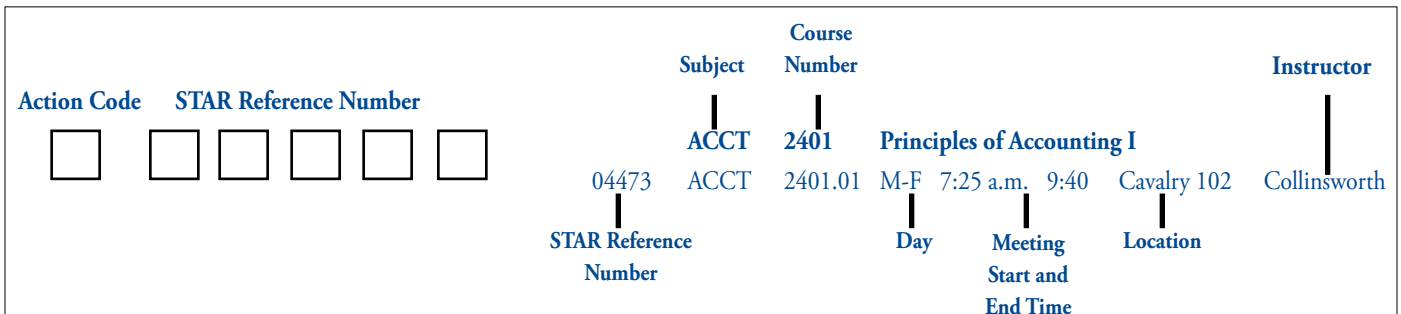 Course
Subject Number Instructor
Action Code STAR Reference Number
ACCT 2401 Principles of Accounting I
04473 ACCT 2401.01 M-F 7:25 a.m. 9:40 Cavalry 102 Collinsworth
STAR Reference Day Meeting Location
Number Start and
End Time